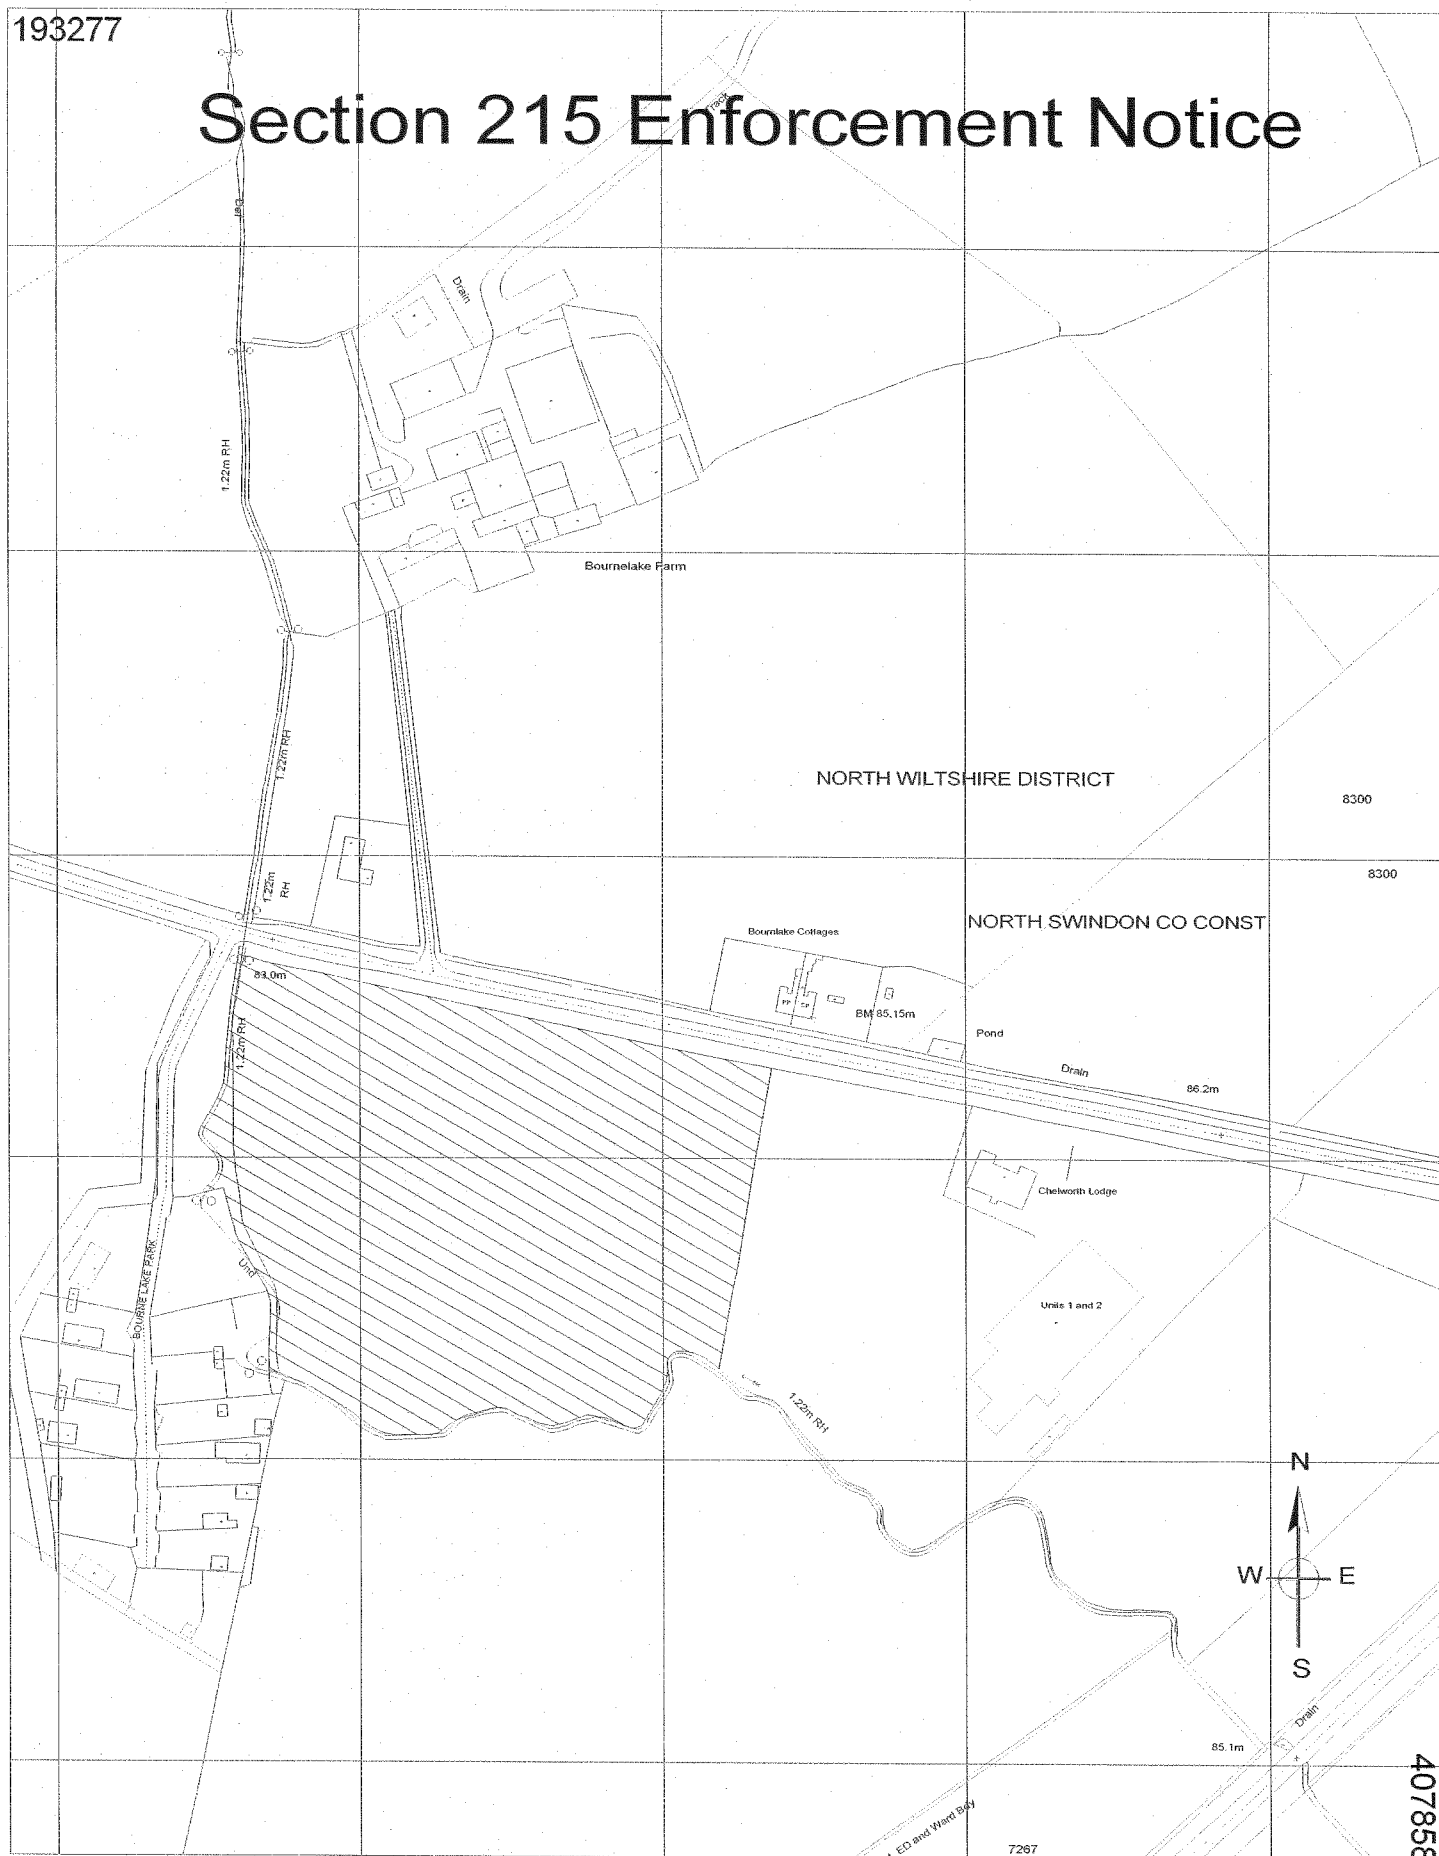 193277
Section 215 Enforcement Notice
Track
Def
Drain
1.22m RH
Bournelake Farm
1.22m RH
NORTH WILTSHIRE DISTRICT
8300
8300
1.22m
RH
NORTH SWINDON CO CONST
Bournlake Cottages
83.0m
BM 85.15m
Pond
1.22m RH
Drain
86.2m
Chelworth Lodge
Und
BOURNE LAKE PARK
Units 1 and 2
1.22m RH
N
W
E
S
Drain
85.1m
407858
ED and Ward Bdy
7267